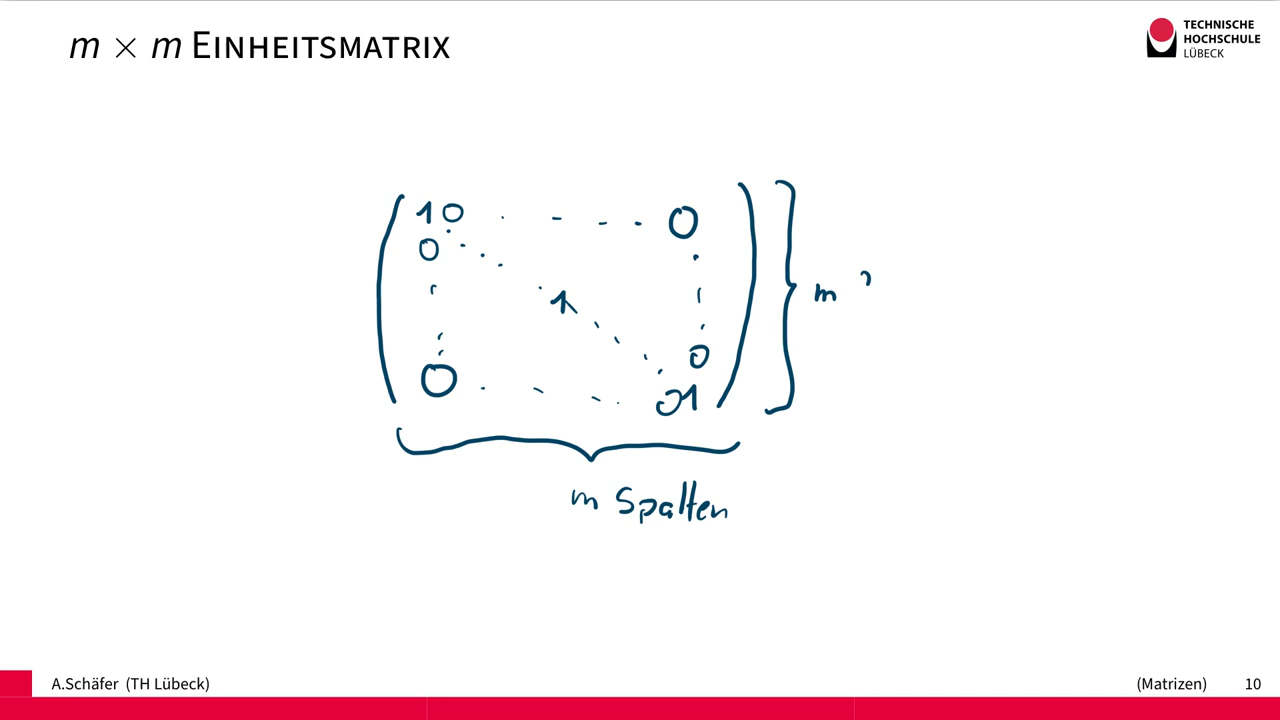 m × m EINHEITSMATRIX
TECHNISCHE
HOCHSCHULE
LÜBECK
1 0 . - - - 0
0
1
m
0
0 . - - . 0 1
m Spalten
A.Schäfer (TH Lübeck)
(Matrizen) 10